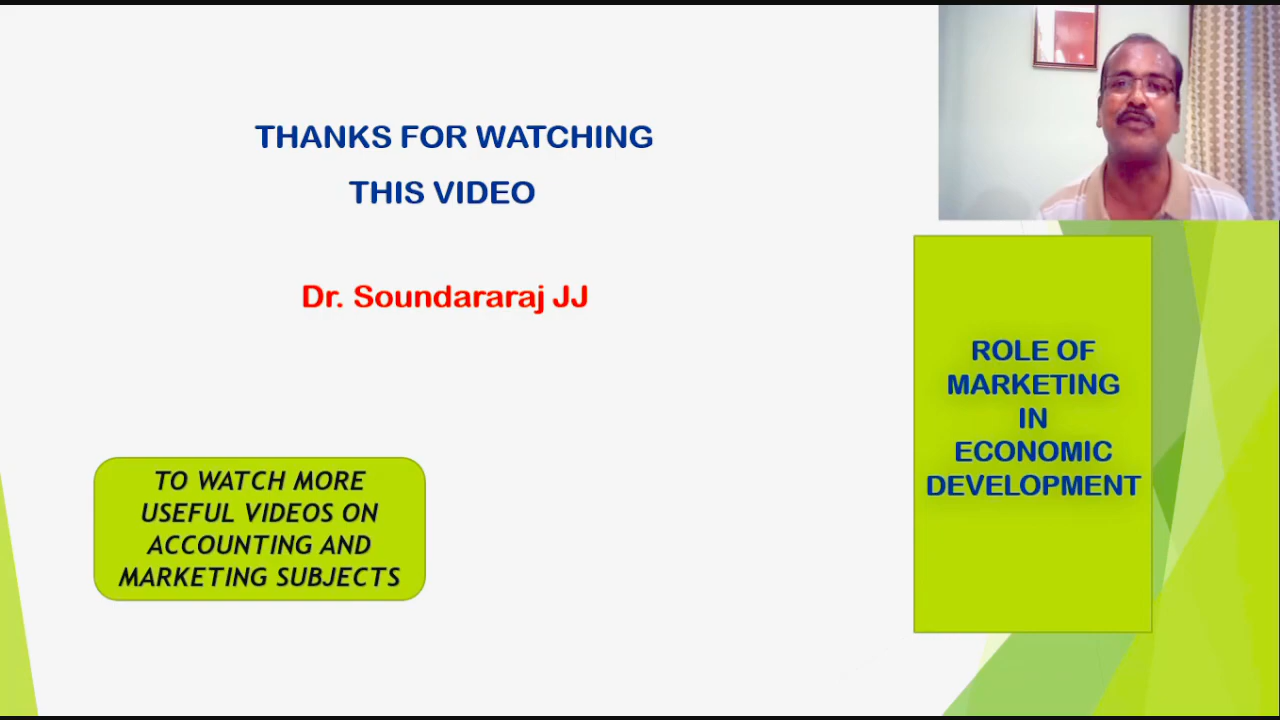 THANKS FOR WATCHING
THIS VIDEO
Dr. Soundararaj JJ
ROLE OF
MARKETING
IN
ECONOMIC
DEVELOPMENT
TO WATCH MORE
USEFUL VIDEOS ON
ACCOUNTING AND
MARKETING SUBJECTS